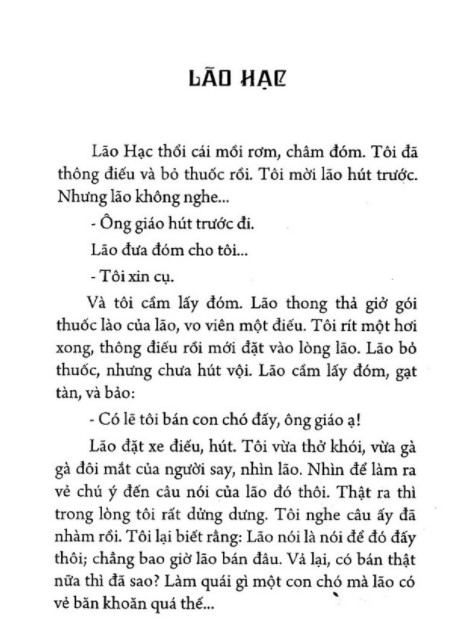 LÃO HẠC
Lão Hạc thổi cái mồi rơm, châm đóm. Tôi đã
thông điếu và bỏ thuốc rồi. Tôi mời lão hút trước.
Nhưng lão không nghe...
- Ông giáo hút trước đi.
Lão đưa đóm cho tôi...
- Tôi xin cụ.
Và tôi cầm lấy đóm. Lão thong thả giở gói
thuốc lào của lão, vo viên một điếu. Tôi rít một hơi
xong, thông điếu rồi mới đặt vào lòng lão. Lão bỏ
thuốc, nhưng chưa hút vội. Lão cầm lấy đóm, gạt
tàn, và bảo:
- Có lẽ tôi bán con chó đấy, ông giáo ạ!
Lão đặt xe điếu, hút. Tôi vừa thở khói, vừa gà
gà đôi mắt của người say, nhìn lão. Nhìn để làm ra
vẻ chú ý đến câu nói của lão đó thôi. Thật ra thì
trong lòng tôi rất dửng dưng. Tôi nghe câu ấy đã
nhàm rồi. Tôi lại biết rằng: Lão nói là nói để đó đấy
thôi; chẳng bao giờ lão bán đâu. Vả lại, có bán thật
nữa thì đã sao? Làm quái gì một con chó mà lão có
vẻ băn khoăn quá thế...